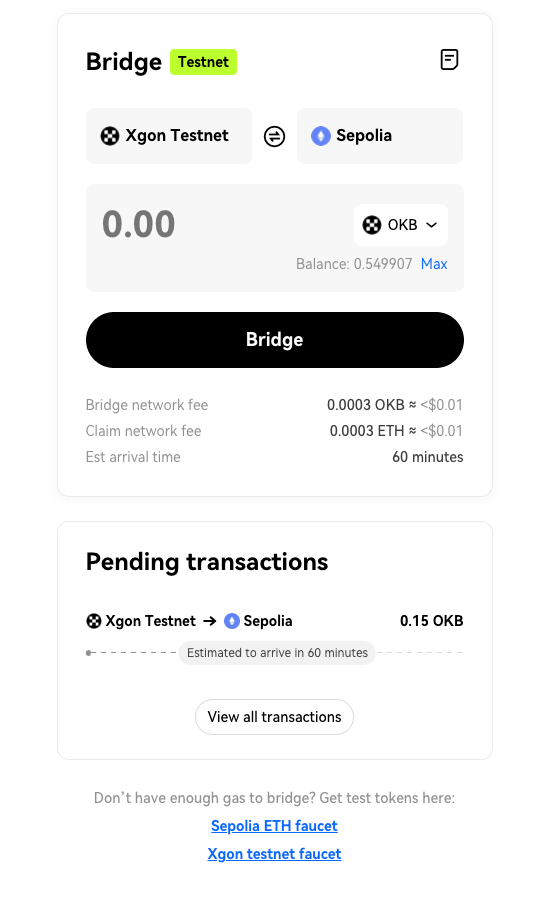 Bridge Testnet
Xgon Testnet Sepolia
0.00 OKB
Balance: 0.549907 Max
Bridge
Bridge network fee 0.0003 OKB ≈ <$0.01
Claim network fee 0.0003 ETH ≈ <$0.01
Est arrival time 60 minutes
Pending transactions
Xgon Testnet → Sepolia 0.15 OKB
Estimated to arrive in 60 minutes
View all transactions
Don’t have enough gas to bridge? Get test tokens here:
Sepolia ETH faucet
Xgon testnet faucet